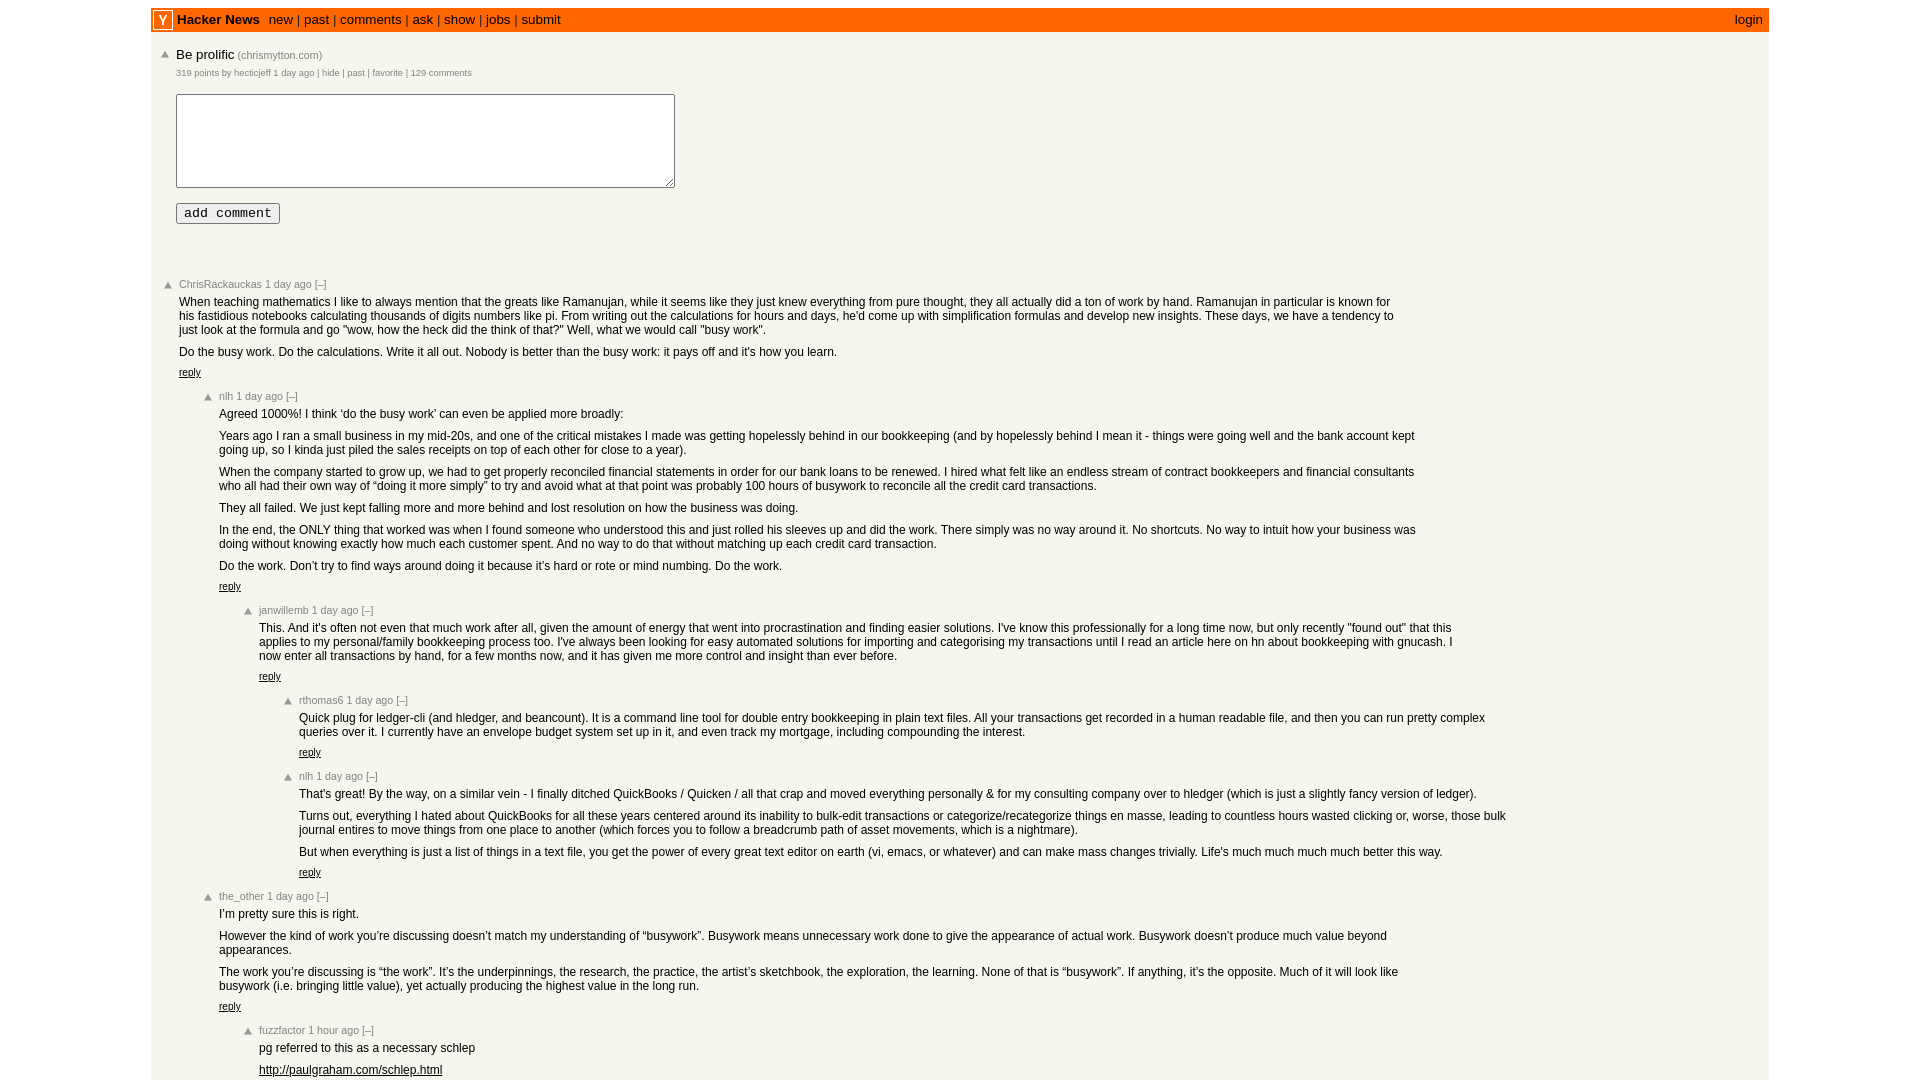 Y Hacker News new | past | comments | ask | show | jobs | submit login
Be prolific (chrismytton.com)
319 points by hecticjeff 1 day ago | hide | past | favorite | 129 comments
add comment
ChrisRackauckas 1 day ago [–]
When teaching mathematics I like to always mention that the greats like Ramanujan, while it seems like they just knew everything from pure thought, they all actually did a ton of work by hand. Ramanujan in particular is known for
his fastidious notebooks calculating thousands of digits numbers like pi. From writing out the calculations for hours and days, he'd come up with simplification formulas and develop new insights. These days, we have a tendency to
just look at the formula and go "wow, how the heck did the think of that?" Well, what we would call "busy work".
Do the busy work. Do the calculations. Write it all out. Nobody is better than the busy work: it pays off and it's how you learn.
reply
nlh 1 day ago [–]
Agreed 1000%! I think ‘do the busy work’ can even be applied more broadly:
Years ago I ran a small business in my mid-20s, and one of the critical mistakes I made was getting hopelessly behind in our bookkeeping (and by hopelessly behind I mean it - things were going well and the bank account kept
going up, so I kinda just piled the sales receipts on top of each other for close to a year).
When the company started to grow up, we had to get properly reconciled financial statements in order for our bank loans to be renewed. I hired what felt like an endless stream of contract bookkeepers and financial consultants
who all had their own way of “doing it more simply” to try and avoid what at that point was probably 100 hours of busywork to reconcile all the credit card transactions.
They all failed. We just kept falling more and more behind and lost resolution on how the business was doing.
In the end, the ONLY thing that worked was when I found someone who understood this and just rolled his sleeves up and did the work. There simply was no way around it. No shortcuts. No way to intuit how your business was
doing without knowing exactly how much each customer spent. And no way to do that without matching up each credit card transaction.
Do the work. Don’t try to find ways around doing it because it’s hard or rote or mind numbing. Do the work.
reply
janwillemb 1 day ago [–]
This. And it's often not even that much work after all, given the amount of energy that went into procrastination and finding easier solutions. I've know this professionally for a long time now, but only recently "found out" that this
applies to my personal/family bookkeeping process too. I've always been looking for easy automated solutions for importing and categorising my transactions until I read an article here on hn about bookkeeping with gnucash. I
now enter all transactions by hand, for a few months now, and it has given me more control and insight than ever before.
reply
rthomas6 1 day ago [–]
Quick plug for ledger-cli (and hledger, and beancount). It is a command line tool for double entry bookkeeping in plain text files. All your transactions get recorded in a human readable file, and then you can run pretty complex
queries over it. I currently have an envelope budget system set up in it, and even track my mortgage, including compounding the interest.
reply
nlh 1 day ago [–]
That's great! By the way, on a similar vein - I finally ditched QuickBooks / Quicken / all that crap and moved everything personally & for my consulting company over to hledger (which is just a slightly fancy version of ledger).
Turns out, everything I hated about QuickBooks for all these years centered around its inability to bulk-edit transactions or categorize/recategorize things en masse, leading to countless hours wasted clicking or, worse, those bulk
journal entires to move things from one place to another (which forces you to follow a breadcrumb path of asset movements, which is a nightmare).
But when everything is just a list of things in a text file, you get the power of every great text editor on earth (vi, emacs, or whatever) and can make mass changes trivially. Life's much much much much better this way.
reply
the_other 1 day ago [–]
I’m pretty sure this is right.
However the kind of work you’re discussing doesn’t match my understanding of “busywork”. Busywork means unnecessary work done to give the appearance of actual work. Busywork doesn’t produce much value beyond
appearances.
The work you’re discussing is “the work”. It’s the underpinnings, the research, the practice, the artist’s sketchbook, the exploration, the learning. None of that is “busywork”. If anything, it’s the opposite. Much of it will look like
busywork (i.e. bringing little value), yet actually producing the highest value in the long run.
reply
fuzzfactor 1 hour ago [–]
pg referred to this as a necessary schlep
http://paulgraham.com/schlep.html